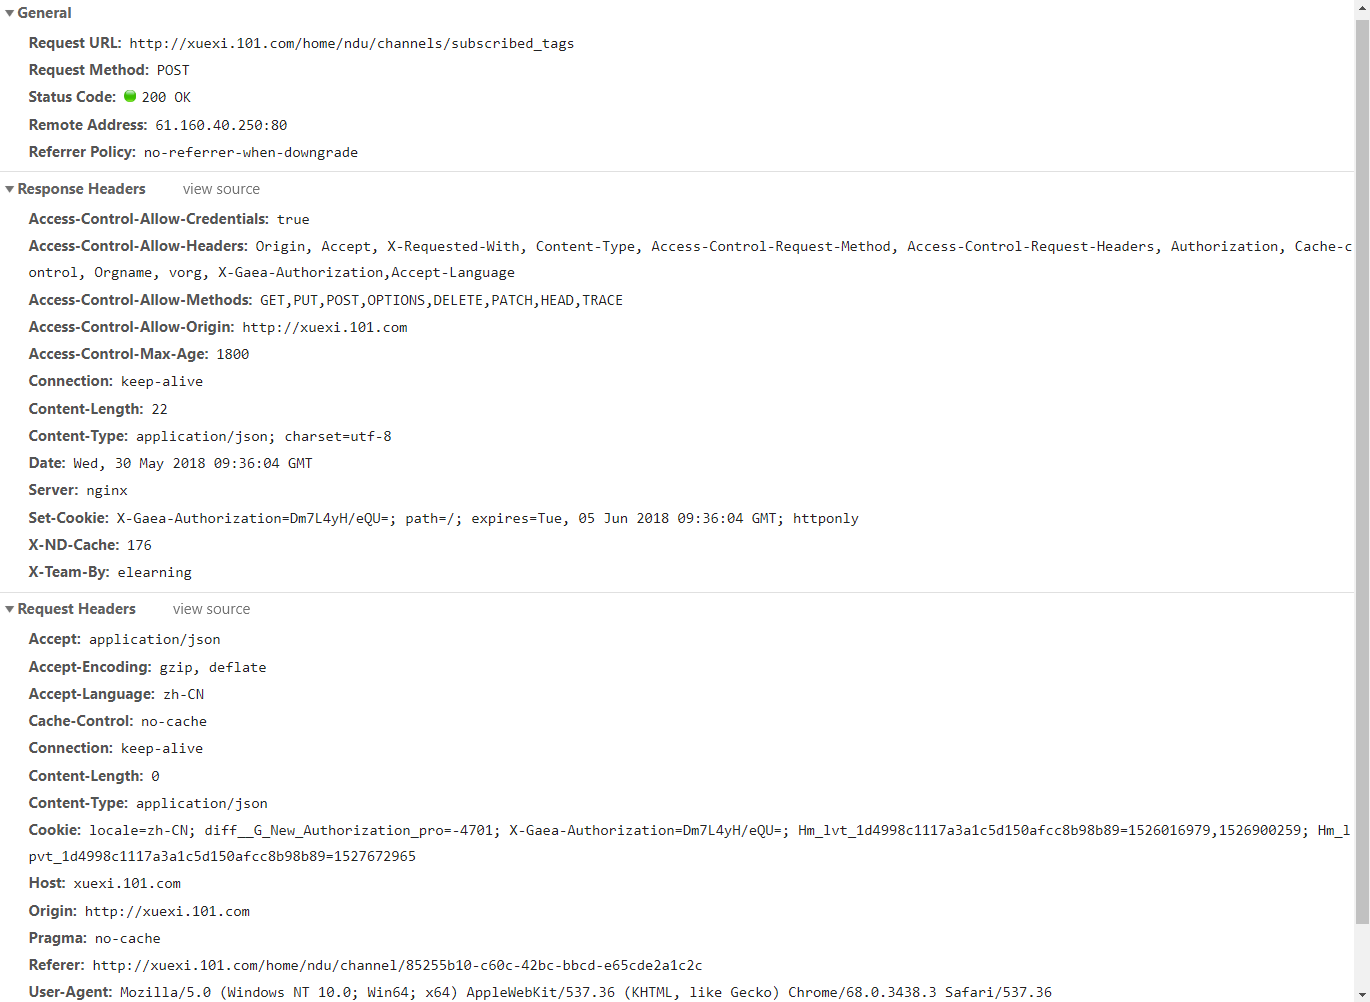 General
Request URL: http://xuexi.101.com/home/ndu/channels/subscribed_tags
Request Method: POST
Status Code: 200 OK
Remote Address: 61.160.40.250:80
Referrer Policy: no-referrer-when-downgrade
Response Headers view source
Access-Control-Allow-Credentials: true
Access-Control-Allow-Headers: Origin, Accept, X-Requested-With, Content-Type, Access-Control-Request-Method, Access-Control-Request-Headers, Authorization, Cache-c
ontrol, Orgname, vorg, X-Gaea-Authorization,Accept-Language
Access-Control-Allow-Methods: GET,PUT,POST,OPTIONS,DELETE,PATCH,HEAD,TRACE
Access-Control-Allow-Origin: http://xuexi.101.com
Access-Control-Max-Age: 1800
Connection: keep-alive
Content-Length: 22
Content-Type: application/json; charset=utf-8
Date: Wed, 30 May 2018 09:36:04 GMT
Server: nginx
Set-Cookie: X-Gaea-Authorization=Dm7L4yH/eQU=; path=/; expires=Tue, 05 Jun 2018 09:36:04 GMT; httponly
X-ND-Cache: 176
X-Team-By: elearning
Request Headers view source
Accept: application/json
Accept-Encoding: gzip, deflate
Accept-Language: zh-CN
Cache-Control: no-cache
Connection: keep-alive
Content-Length: 0
Content-Type: application/json
Cookie: locale=zh-CN; diff__G_New_Authorization_pro=-4701; X-Gaea-Authorization=Dm7L4yH/eQU=; Hm_lvt_1d4998c1117a3a1c5d150afcc8b98b89=1526016979,1526900259; Hm_l
pvt_1d4998c1117a3a1c5d150afcc8b98b89=1527672965
Host: xuexi.101.com
Origin: http://xuexi.101.com
Pragma: no-cache
Referer: http://xuexi.101.com/home/ndu/channel/85255b10-c60c-42bc-bbcd-e65cde2a1c2c
User-Agent: Mozilla/5.0 (Windows NT 10.0; Win64; x64) AppleWebKit/537.36 (KHTML, like Gecko) Chrome/68.0.3438.3 Safari/537.36